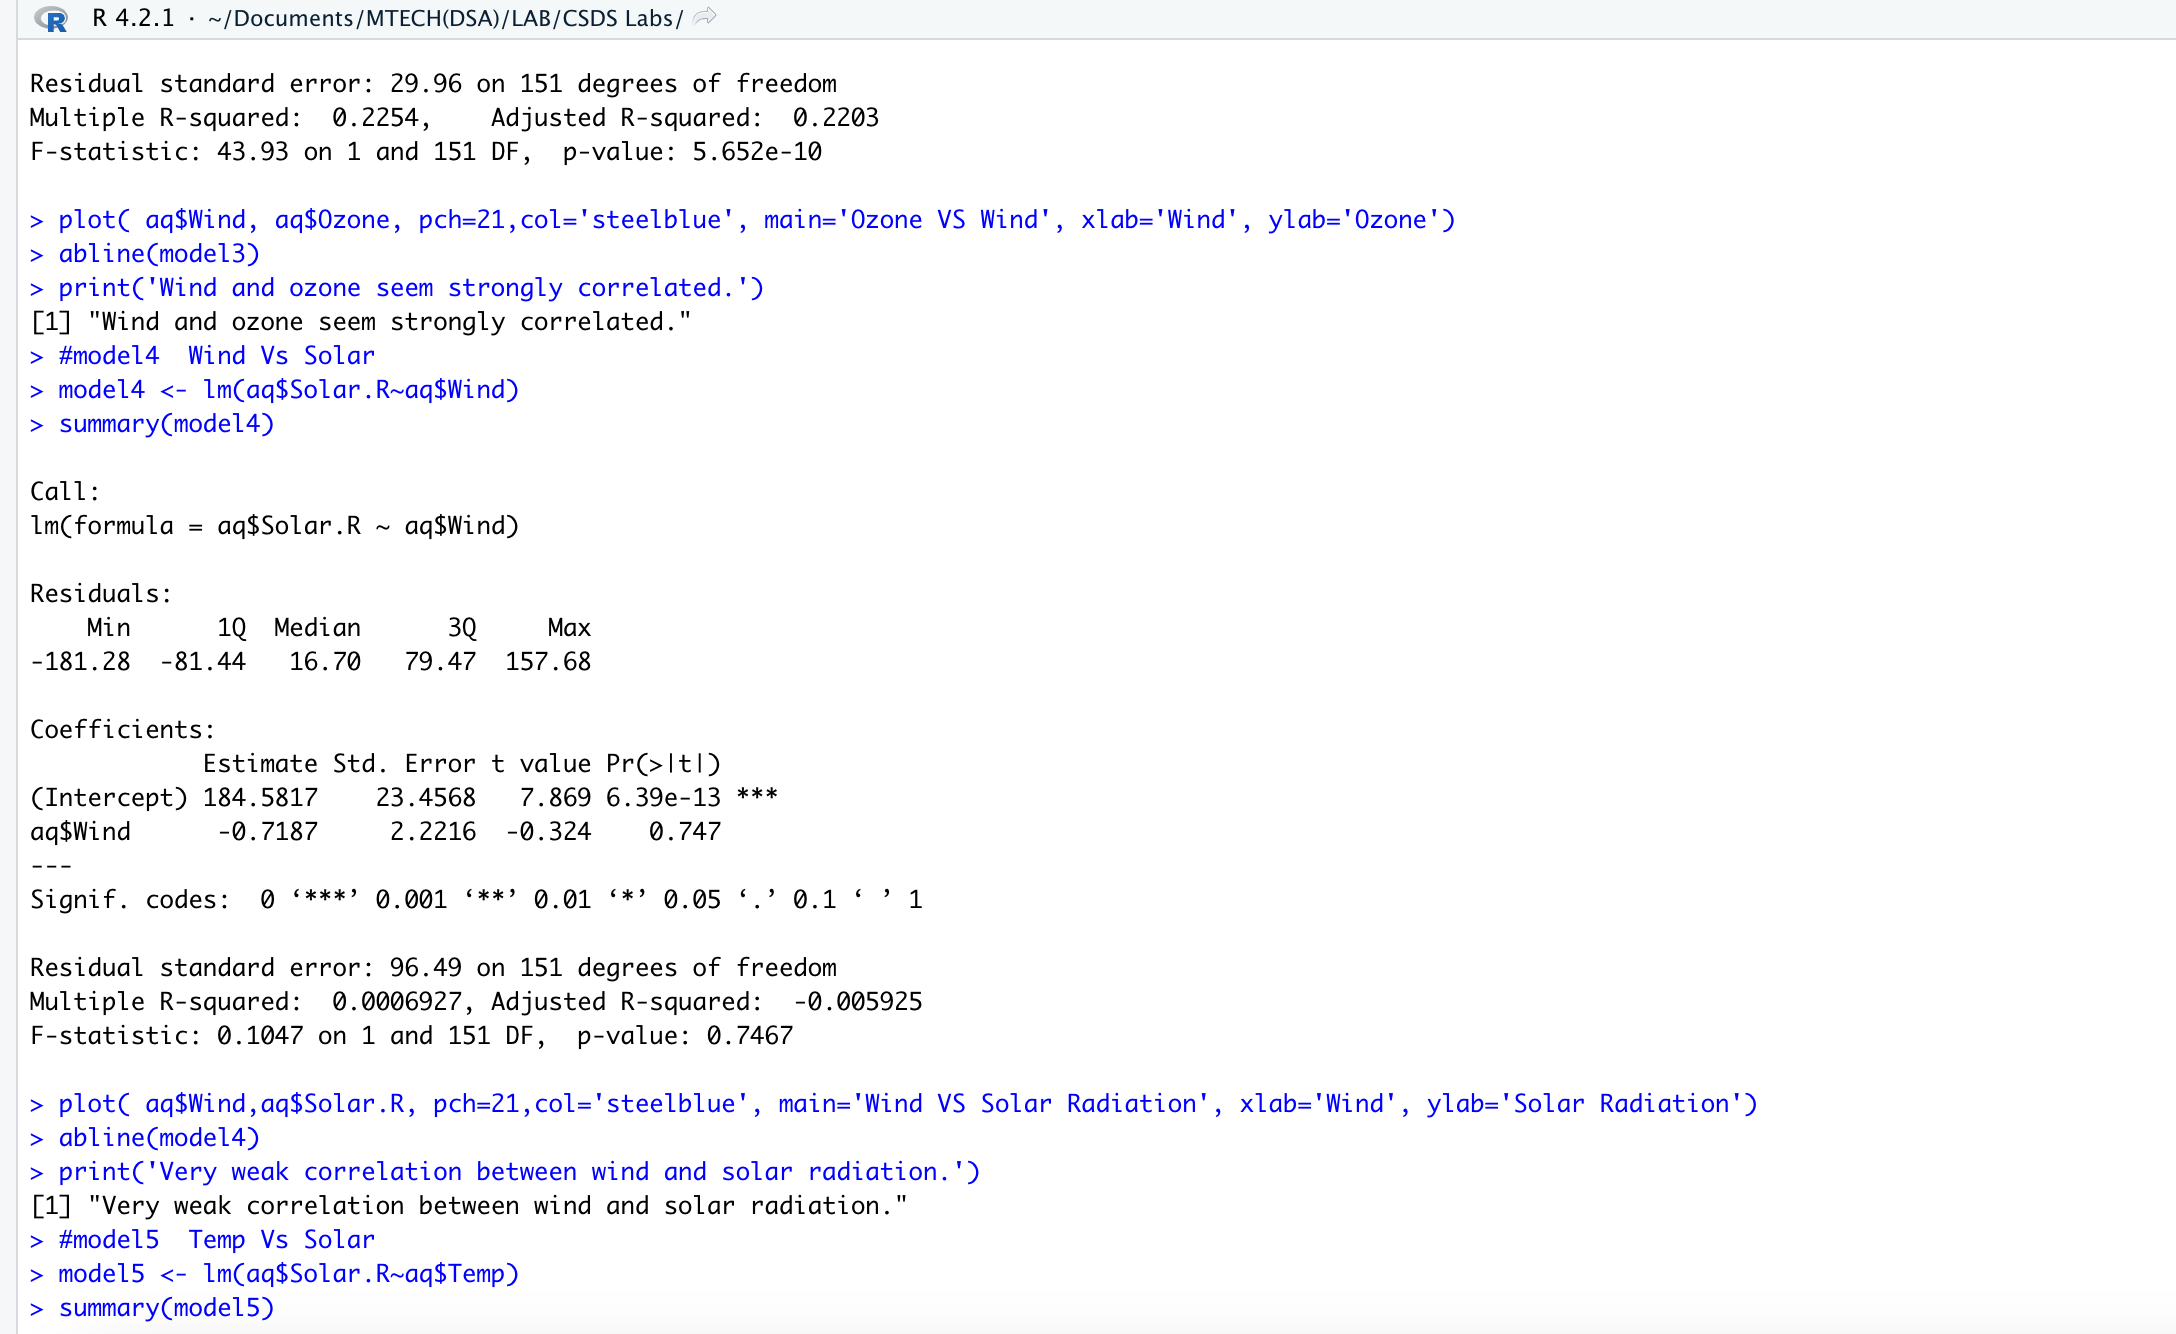 R 4.2.1 · ~/Documents/MTECH(DSA)/LAB/CSDS Labs/
Residual standard error: 29.96 on 151 degrees of freedom
Multiple R-squared:  0.2254,    Adjusted R-squared:  0.2203
F-statistic: 43.93 on 1 and 151 DF,  p-value: 5.652e-10
> plot( aq$Wind, aq$Ozone, pch=21,col='steelblue', main='Ozone VS Wind', xlab='Wind', ylab='Ozone')
> abline(model3)
> print('Wind and ozone seem strongly correlated.')
[1] "Wind and ozone seem strongly correlated."
> #model4  Wind Vs Solar
> model4 <- lm(aq$Solar.R~aq$Wind)
> summary(model4)
Call:
lm(formula = aq$Solar.R ~ aq$Wind)
Residuals:
    Min      1Q  Median      3Q     Max
-181.28  -81.44   16.70   79.47  157.68
Coefficients:
            Estimate Std. Error t value Pr(>|t|)
(Intercept) 184.5817    23.4568   7.869 6.39e-13 ***
aq$Wind      -0.7187     2.2216  -0.324    0.747
---
Signif. codes:  0 ‘***’ 0.001 ‘**’ 0.01 ‘*’ 0.05 ‘.’ 0.1 ‘ ’ 1
Residual standard error: 96.49 on 151 degrees of freedom
Multiple R-squared:  0.0006927, Adjusted R-squared:  -0.005925
F-statistic: 0.1047 on 1 and 151 DF,  p-value: 0.7467
> plot( aq$Wind,aq$Solar.R, pch=21,col='steelblue', main='Wind VS Solar Radiation', xlab='Wind', ylab='Solar Radiation')
> abline(model4)
> print('Very weak correlation between wind and solar radiation.')
[1] "Very weak correlation between wind and solar radiation."
> #model5  Temp Vs Solar
> model5 <- lm(aq$Solar.R~aq$Temp)
> summary(model5)